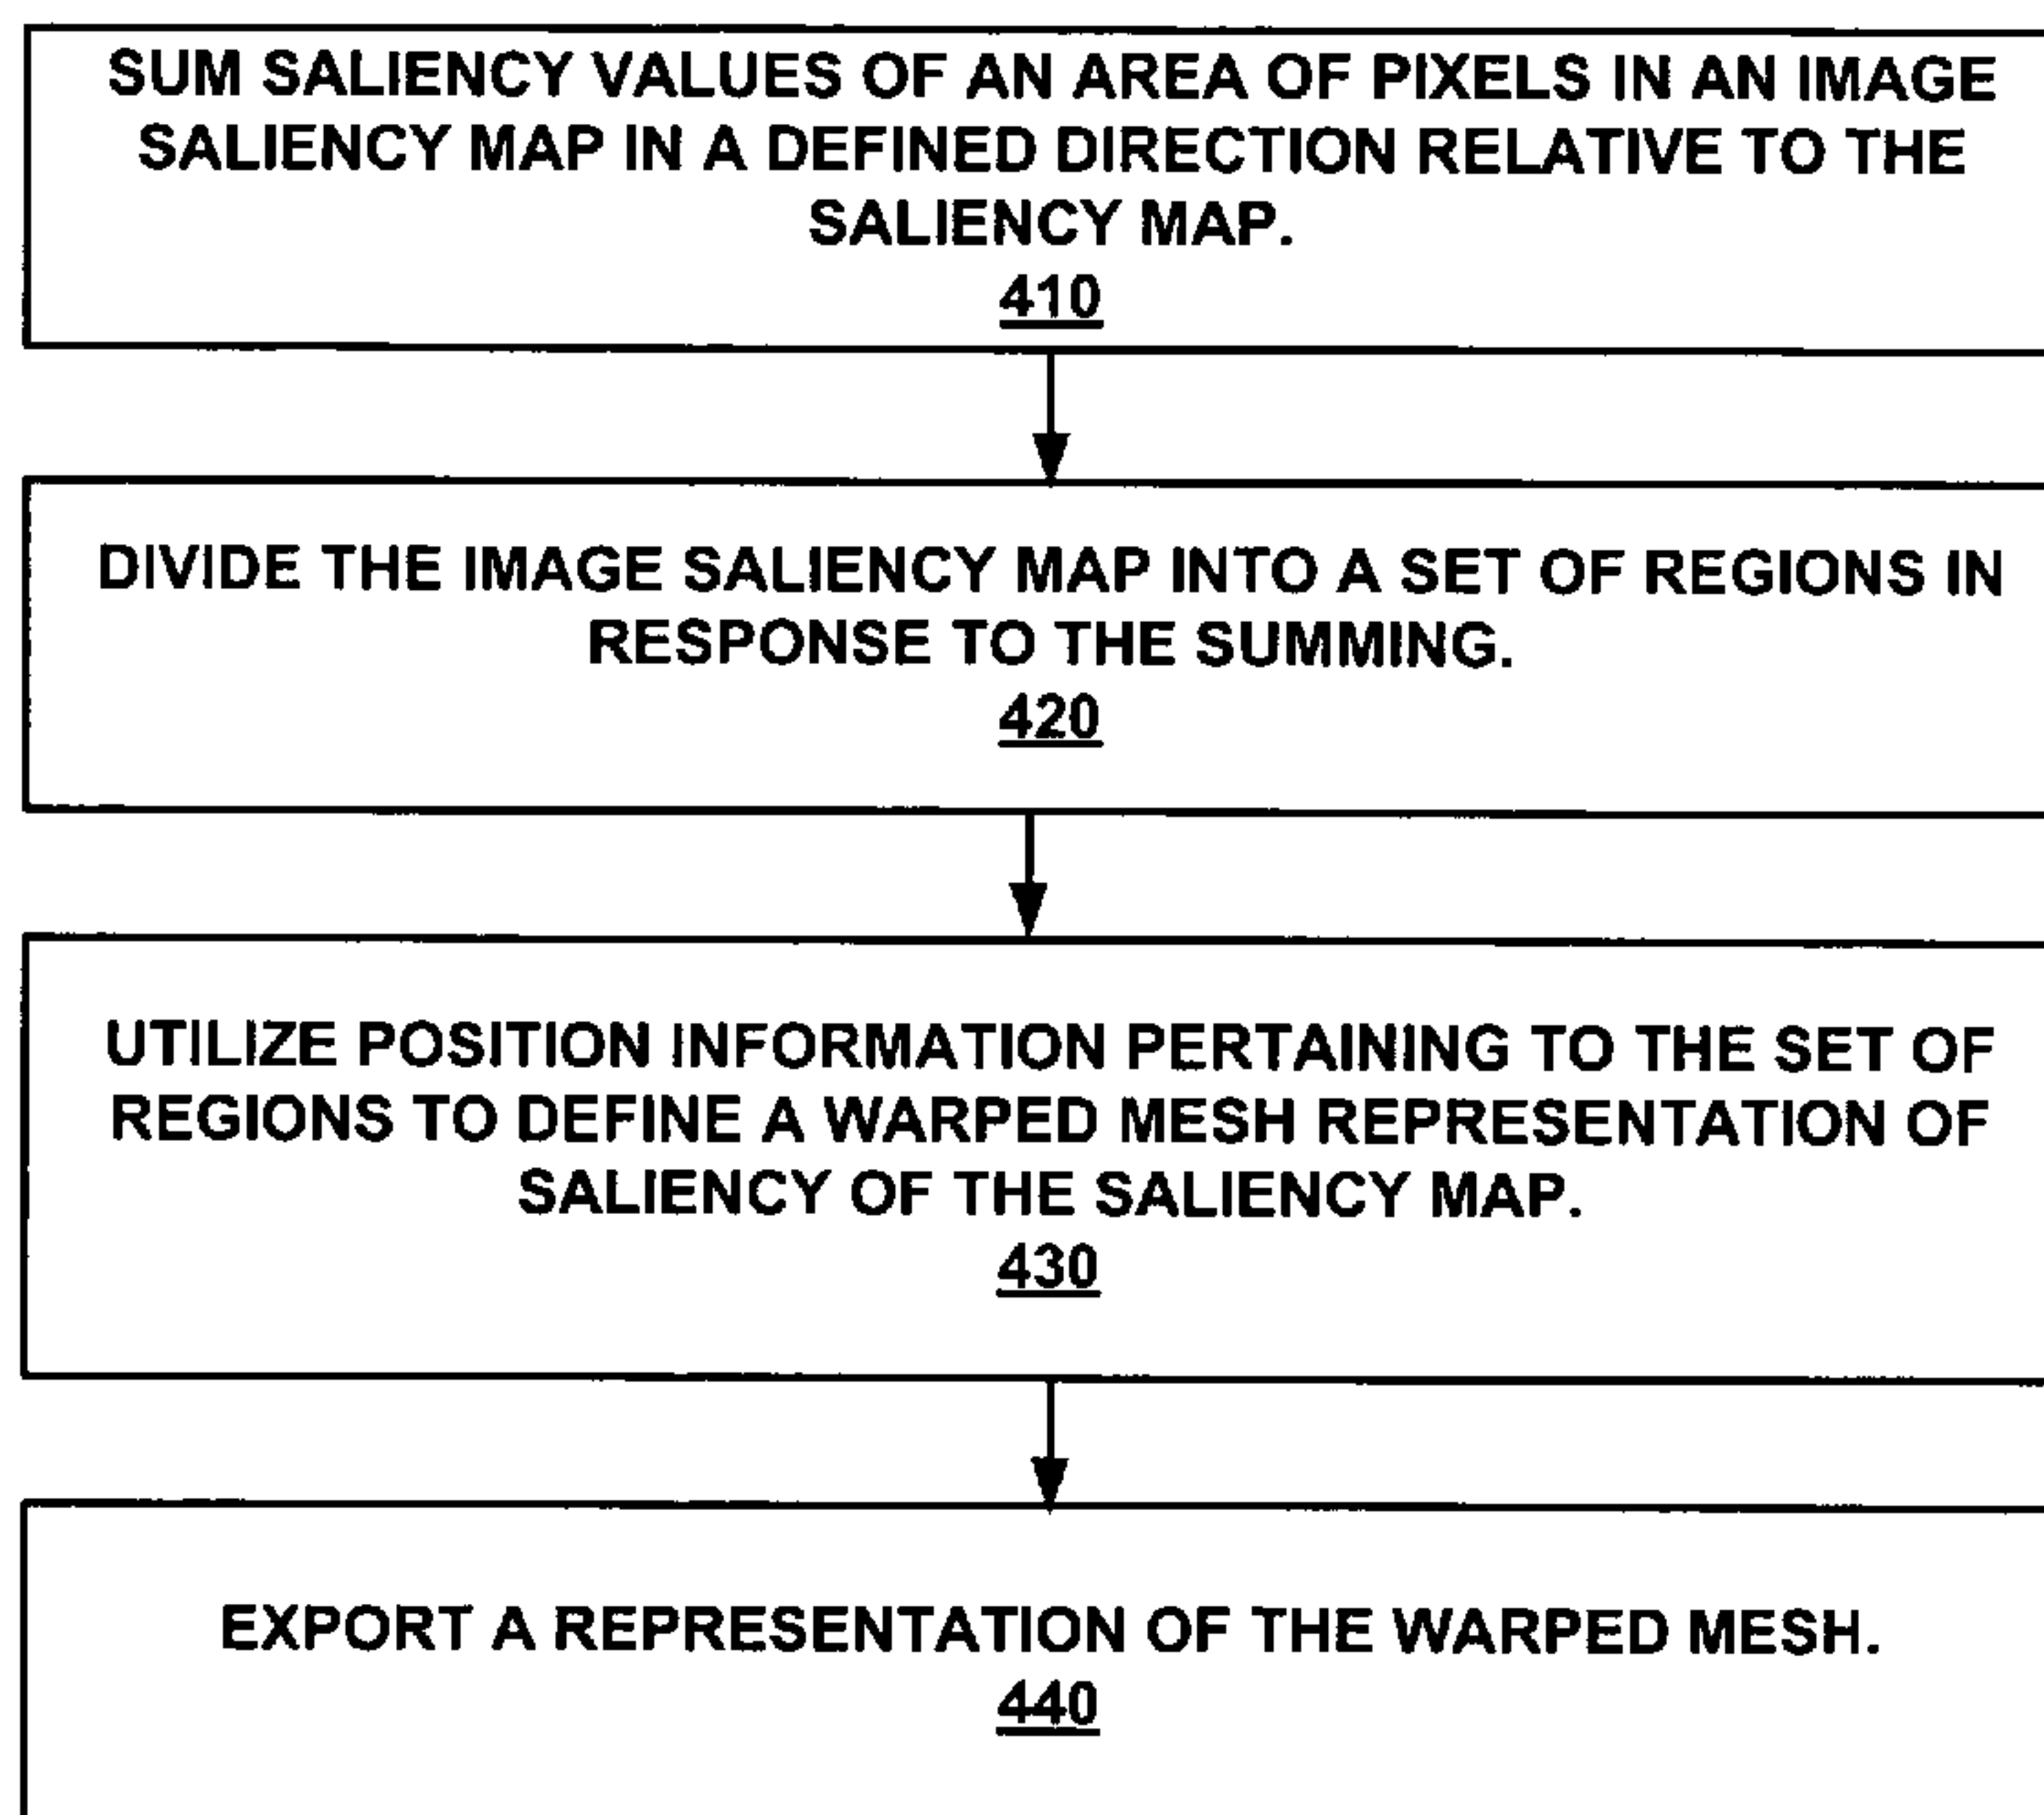 SUM SALIENCY VALUES OF AN AREA OF PIXELS IN AN IMAGE
SALIENCY MAP IN A DEFINED DIRECTION RELATIVE TO THE
SALIENCY MAP.
410
DIVIDE THE IMAGE SALIENCY MAP INTO A SET OF REGIONS IN
RESPONSE TO THE SUMMING.
420
UTILIZE POSITION INFORMATION PERTAINING TO THE SET OF
REGIONS TO DEFINE A WARPED MESH REPRESENTATION OF
SALIENCY OF THE SALIENCY MAP.
430
EXPORT A REPRESENTATION OF THE WARPED MESH.
440